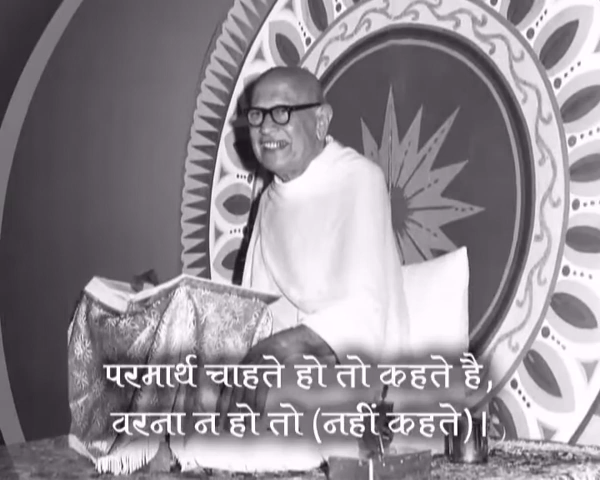 परमार्थ चाहते हो तो कहते है,
वरना न हो तो (नहीं कहते)।